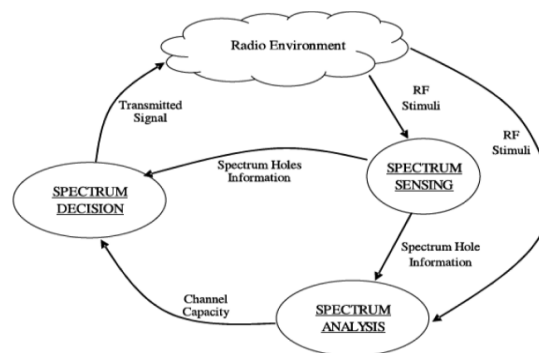 Radio Environment
RF
Stimuli
Transmitted
Signal
RF
Stimuli
Spectrum Holes
Information
SPECTRUM
SENSING
SPECTRUM
DECISION
Spectrum Hole
Information
Channel
Capacity
SPECTRUM
ANALYSIS